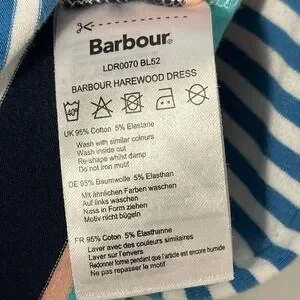 Barbour®
LDR0070 BL52
BARBOUR HAREWOOD DRESS
40°
UK 95% Cotton 5% Elastane
Wash with similar colours
Wash inside out
Re-shape whilst damp
Do not iron motif
DE 95% Baumwolle 5% Elasthan
Mit ähnlichen Farben waschen
Auf links waschen
Nass in Form ziehen
Motiv nicht bügeln
FR 95% Coton 5% Elasthanne
Laver avec des couleurs similaires
Laver en envers
Redonner forme pendant que l'article est encore humide
Ne pas repasser le motif